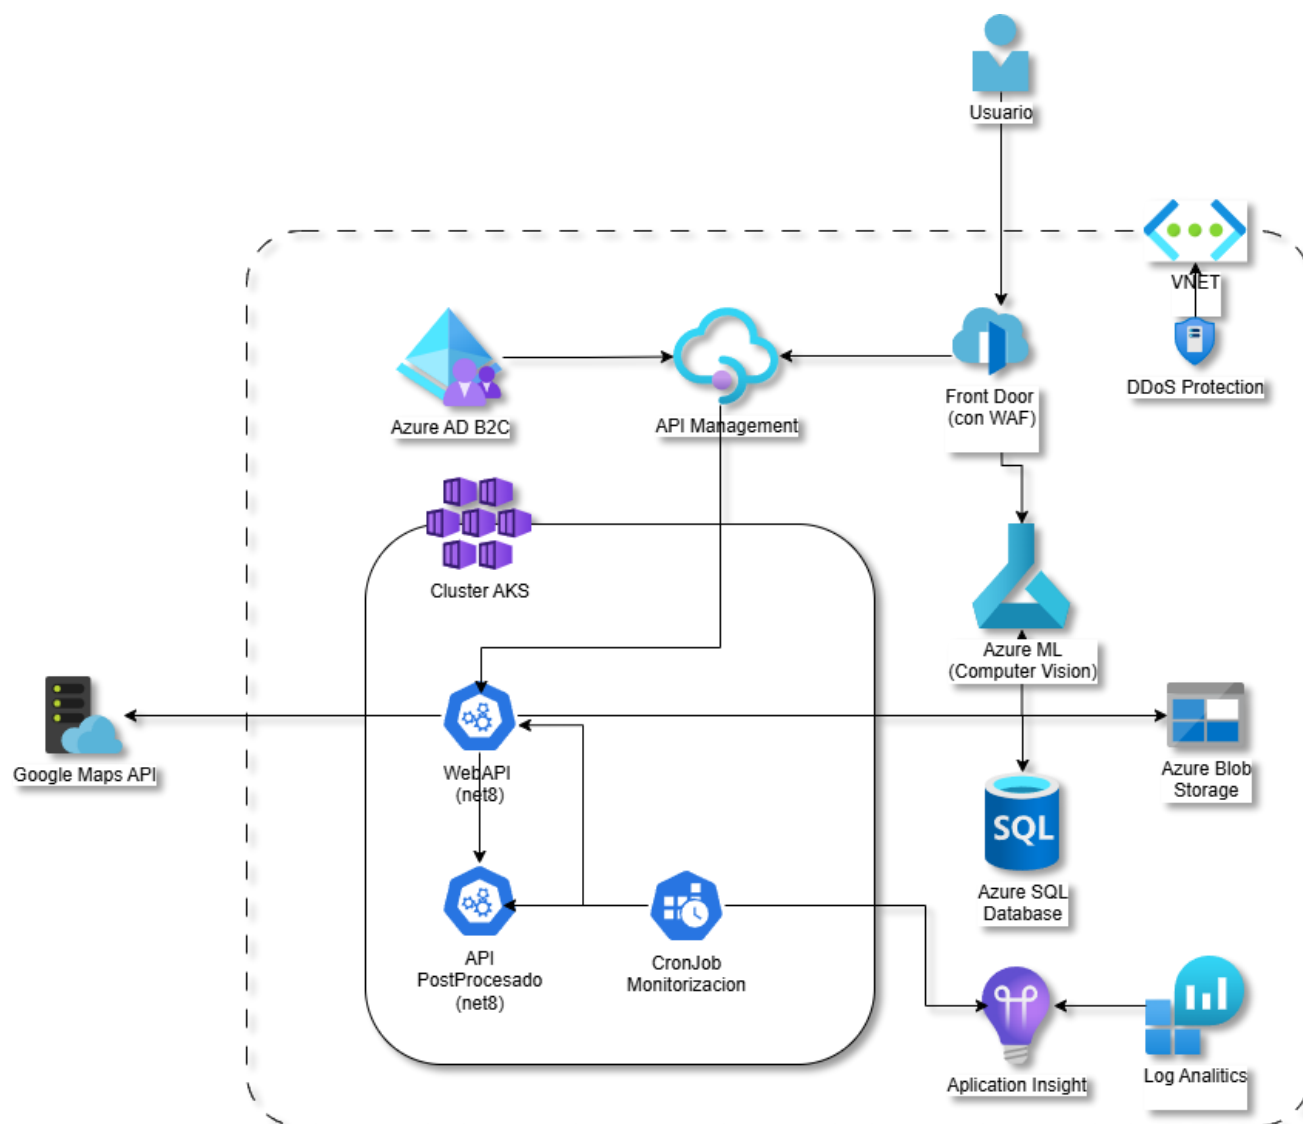 Usuario
VNET
DDoS Protection
Azure AD B2C
API Management
Front Door
(con WAF)
Cluster AKS
Azure ML
(Computer Vision)
Google Maps API
WebAPI
(net8)
Azure Blob
Storage
SQL
Azure SQL
Database
API
PostProcesado
(net8)
CronJob
Monitorizacion
Aplication Insight
Log Analitics